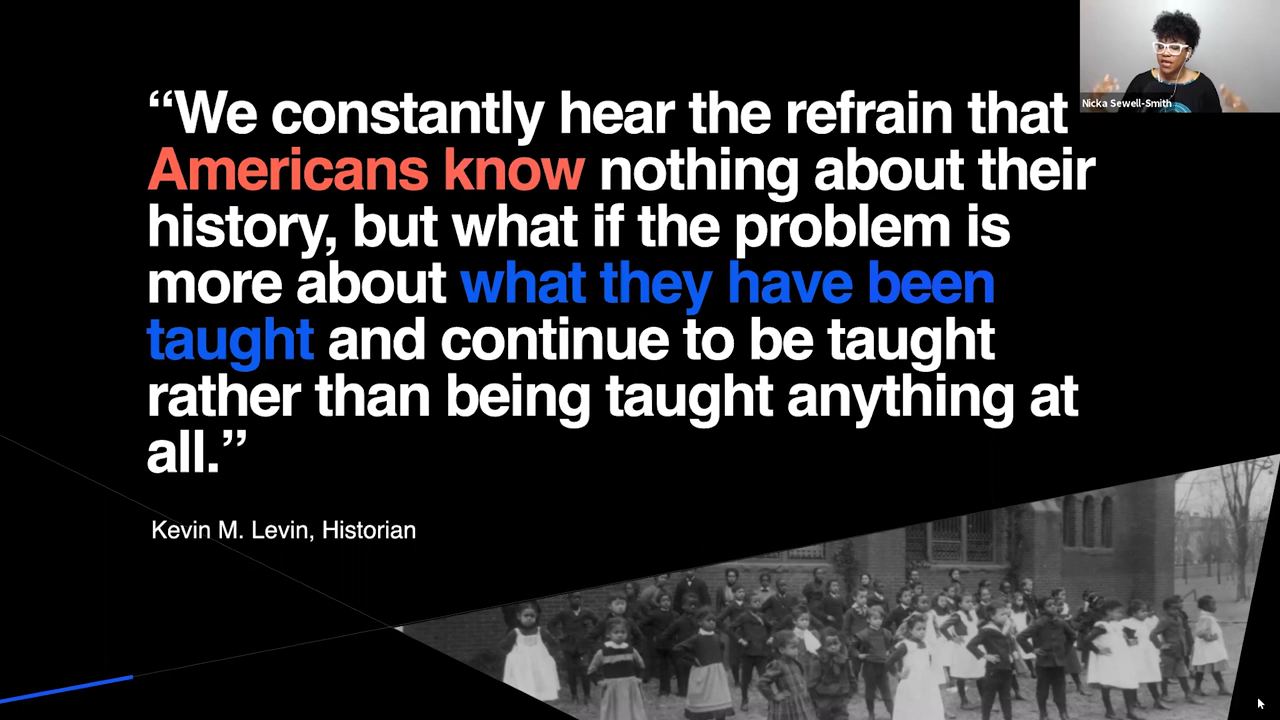 “We constantly hear the refrain that
Americans know nothing about their
history, but what if the problem is
more about what they have been
taught and continue to be taught
rather than being taught anything at
all.”
Kevin M. Levin, Historian
Nicka Sewell-Smith